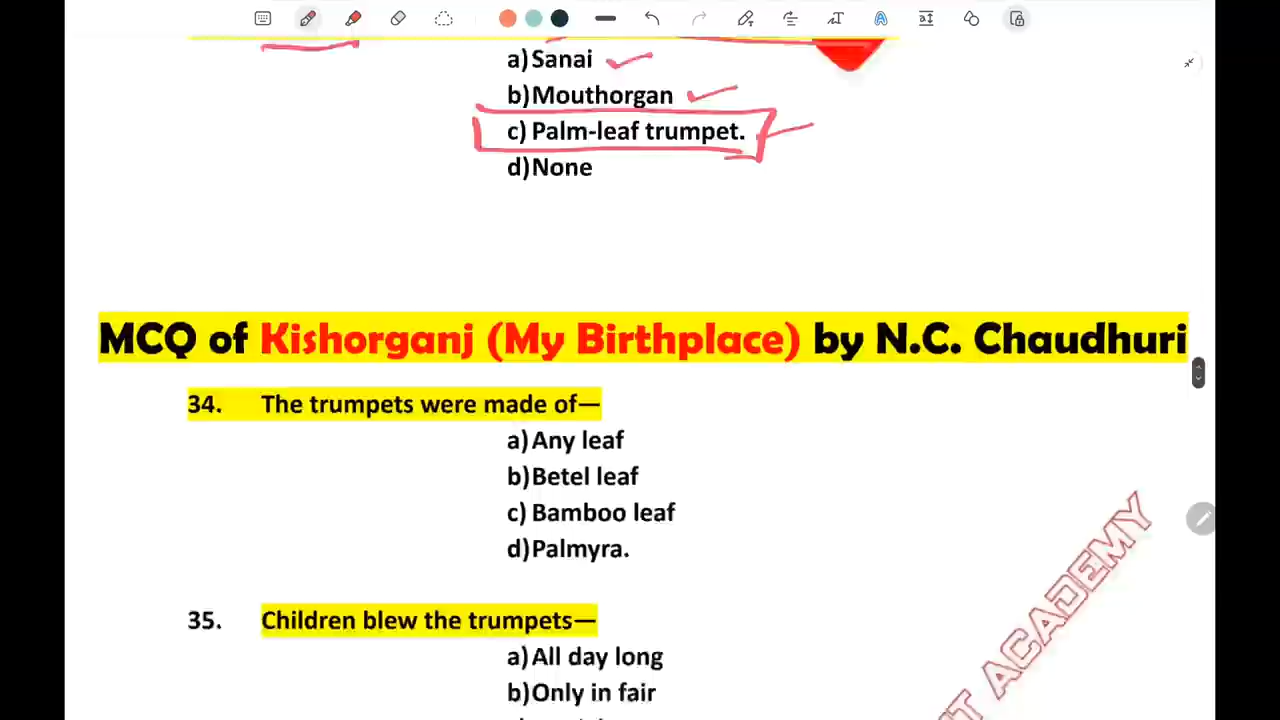 a) Sanai
b) Mouthorgan
c) Palm-leaf trumpet.
d) None
MCQ of Kishorganj (My Birthplace) by N.C. Chaudhuri
34. The trumpets were made of—
a) Any leaf
b) Betel leaf
c) Bamboo leaf
d) Palmyra.
35. Children blew the trumpets—
a) All day long
b) Only in fair
ACADEMY